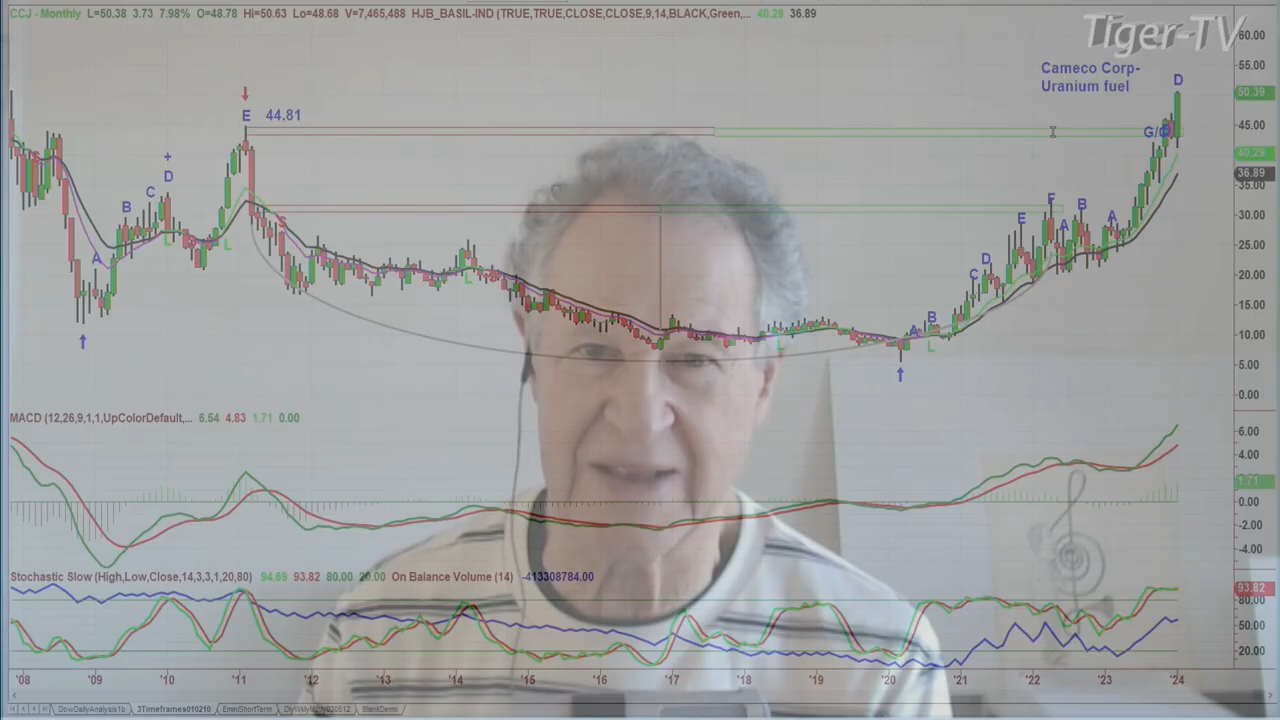 CCJ - Monthly L=50.38 3.73 7.98% O=48.78 Hi=50.63 Lo=48.68 V=7,465,488 HJB_BASIL-IND (TRUE,TRUE,CLOSE,CLOSE,9,14,BLACK,Green,... 40.29 36.89
Tiger-TV
Cameco Corp-
Uranium fuel
60.00
55.00
50.39
45.00
40.29
36.89
35.00
30.00
25.00
20.00
15.00
10.00
5.00
0.00
E 44.81
D
G/
+
D
C
B
A
S
L
L
S
L
L
F
E
B
A
A
D
C
B
A
L
MACD (12,26,9,1,1,UpColorDefault,... 6.54 4.83 1.71 0.00
6.00
4.00
1.71
0.00
-2.00
-4.00
Stochastic Slow (High,Low,Close,14,3,3,1,20,80) 94.69 93.82 80.00 20.00 On Balance Volume (14) -413308784.00
93.82
80.00
50.00
20.00
'08 '09 '10 '11 '12 '13 '14 '15 '16 '17 '18 '19 '20 '21 '22 '23 '24
DowDailyAnalysis1b 3Timeframes010210 EminiShortTerm BlankDemo